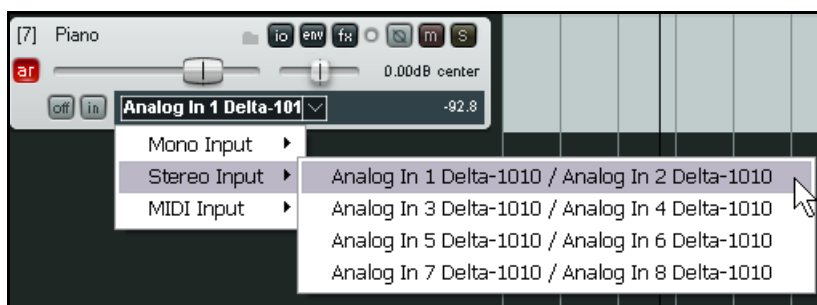 [7] Piano io env fx m S
ar 0.00dB center
off in Analog In 1 Delta-101 -92.8
Mono Input
Stereo Input
MIDI Input
Analog In 1 Delta-1010 / Analog In 2 Delta-1010
Analog In 3 Delta-1010 / Analog In 4 Delta-1010
Analog In 5 Delta-1010 / Analog In 6 Delta-1010
Analog In 7 Delta-1010 / Analog In 8 Delta-1010